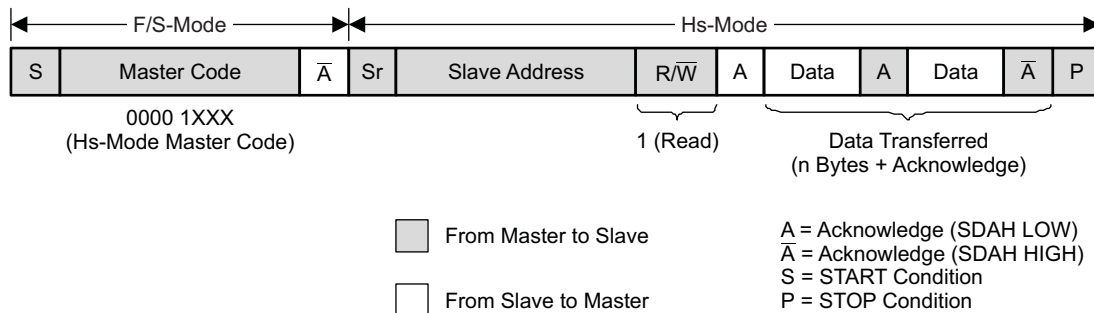 F/S-Mode Hs-Mode
S Master Code A̅ Sr Slave Address R/W̅ A Data A Data A̅ P
0000 1XXX
(Hs-Mode Master Code)
1 (Read)
Data Transferred
(n Bytes + Acknowledge)
From Master to Slave
From Slave to Master
A = Acknowledge (SDAH LOW)
A̅ = Acknowledge (SDAH HIGH)
S = START Condition
P = STOP Condition